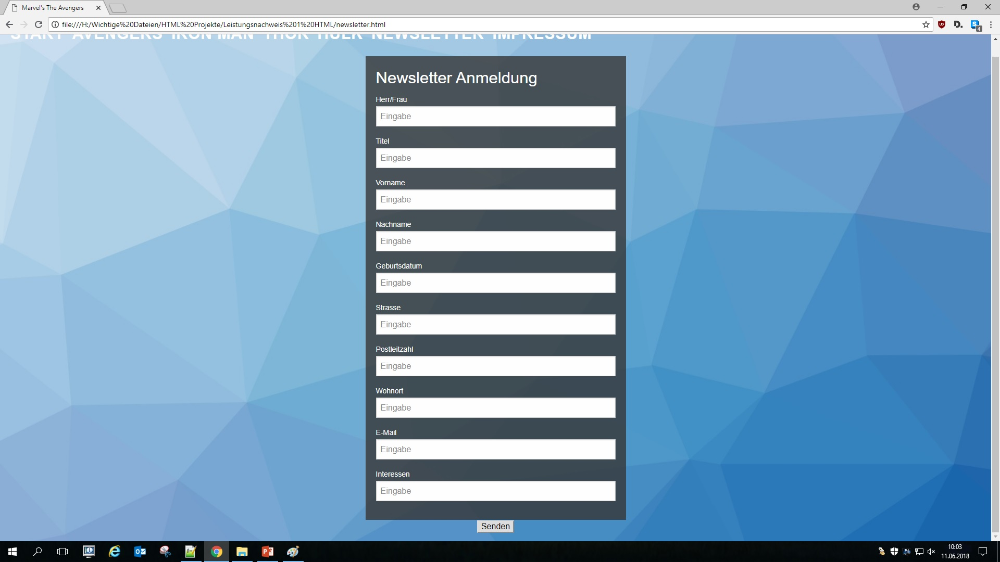 Marvel's The Avengers
file:///H:/Wichtige%20Dateien/HTML%20Projekte/Leistungsnachweis%201%20HTML/newsletter.html
START AVENGERS IRON MAN THOR HULK NEWSLETTER IMPRESSUM
Newsletter Anmeldung
Herr/Frau
Eingabe
Titel
Eingabe
Vorname
Eingabe
Nachname
Eingabe
Geburtsdatum
Eingabe
Strasse
Eingabe
Postleitzahl
Eingabe
Wohnort
Eingabe
E-Mail
Eingabe
Interessen
Eingabe
Senden
10:03
11.06.2018